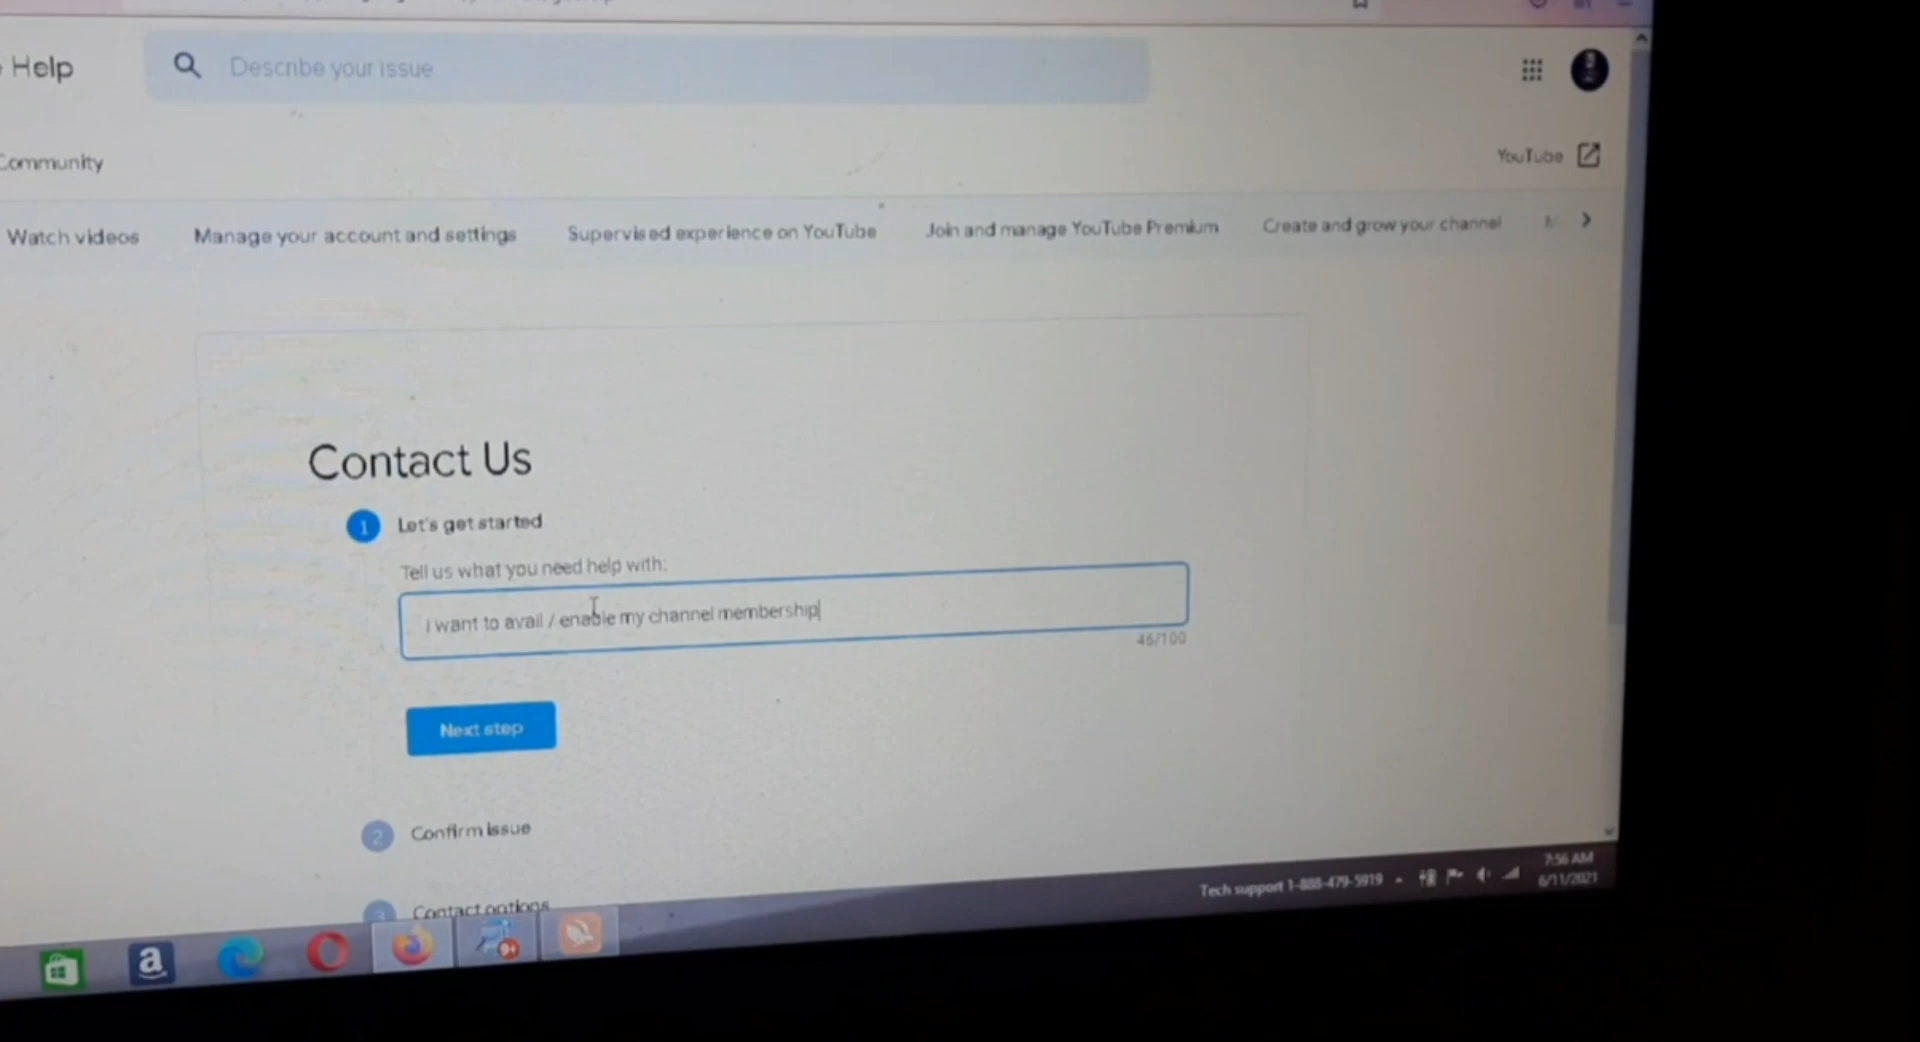 Help
Describe your issue
Community
YouTube
Watch videos
Manage your account and settings
Supervised experience on YouTube
Join and manage YouTube Premium
Create and grow your channel
Contact Us
1
Let's get started
Tell us what you need help with:
i want to avail / enable my channel membership
46/100
Next step
2
Confirm issue
3
Contact options
Tech support 1-888-479-5919
7:56 AM
6/11/2021
a
9+